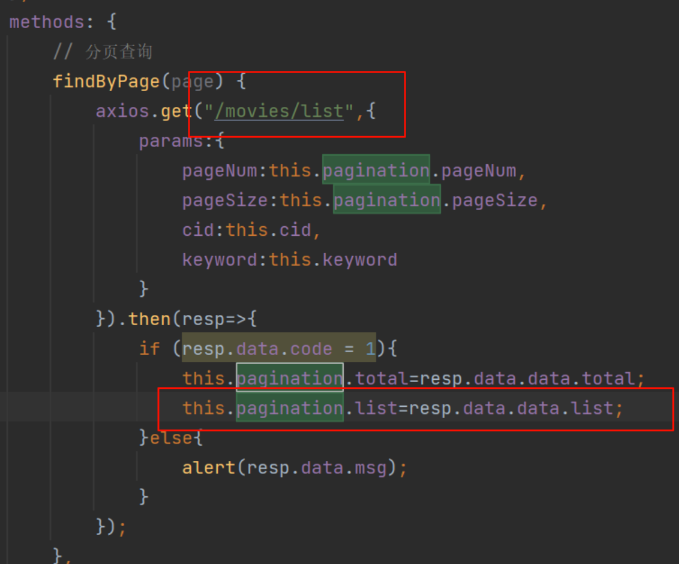 methods: {
// 分页查询
findByPage(page) {
axios.get("/movies/list",{
params:{
pageNum:this.pagination.pageNum,
pageSize:this.pagination.pageSize,
cid:this.cid,
keyword:this.keyword
}
}).then(resp=>{
if (resp.data.code = 1){
this.pagination.total=resp.data.data.total;
this.pagination.list=resp.data.data.list;
}else{
alert(resp.data.msg);
}
});
},